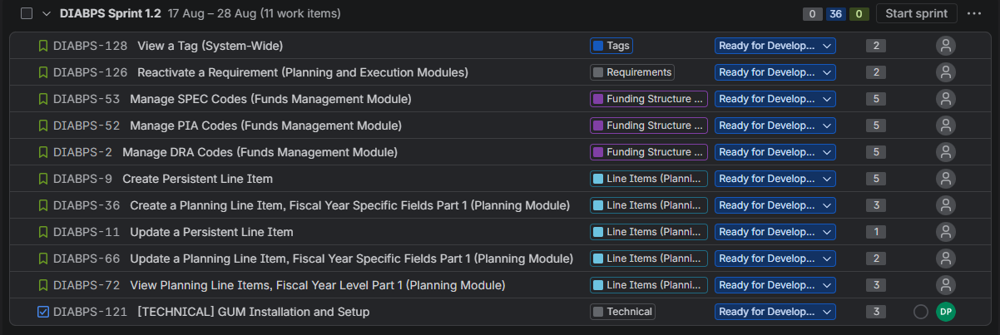 DIABPS Sprint 1.2 17 Aug – 28 Aug (11 work items) 0 36 0 Start sprint
DIABPS-128 View a Tag (System-Wide) Tags Ready for Develop... 2
DIABPS-126 Reactivate a Requirement (Planning and Execution Modules) Requirements Ready for Develop... 2
DIABPS-53 Manage SPEC Codes (Funds Management Module) Funding Structure ... Ready for Develop... 5
DIABPS-52 Manage PIA Codes (Funds Management Module) Funding Structure ... Ready for Develop... 5
DIABPS-2 Manage DRA Codes (Funds Management Module) Funding Structure ... Ready for Develop... 5
DIABPS-9 Create Persistent Line Item Line Items (Planni... Ready for Develop... 5
DIABPS-36 Create a Planning Line Item, Fiscal Year Specific Fields Part 1 (Planning Module) Line Items (Planni... Ready for Develop... 3
DIABPS-11 Update a Persistent Line Item Line Items (Planni... Ready for Develop... 1
DIABPS-66 Update a Planning Line Item, Fiscal Year Specific Fields Part 1 (Planning Module) Line Items (Planni... Ready for Develop... 2
DIABPS-72 View Planning Line Items, Fiscal Year Level Part 1 (Planning Module) Line Items (Planni... Ready for Develop... 3
DIABPS-121 [TECHNICAL] GUM Installation and Setup Technical Ready for Develop... 3 DP